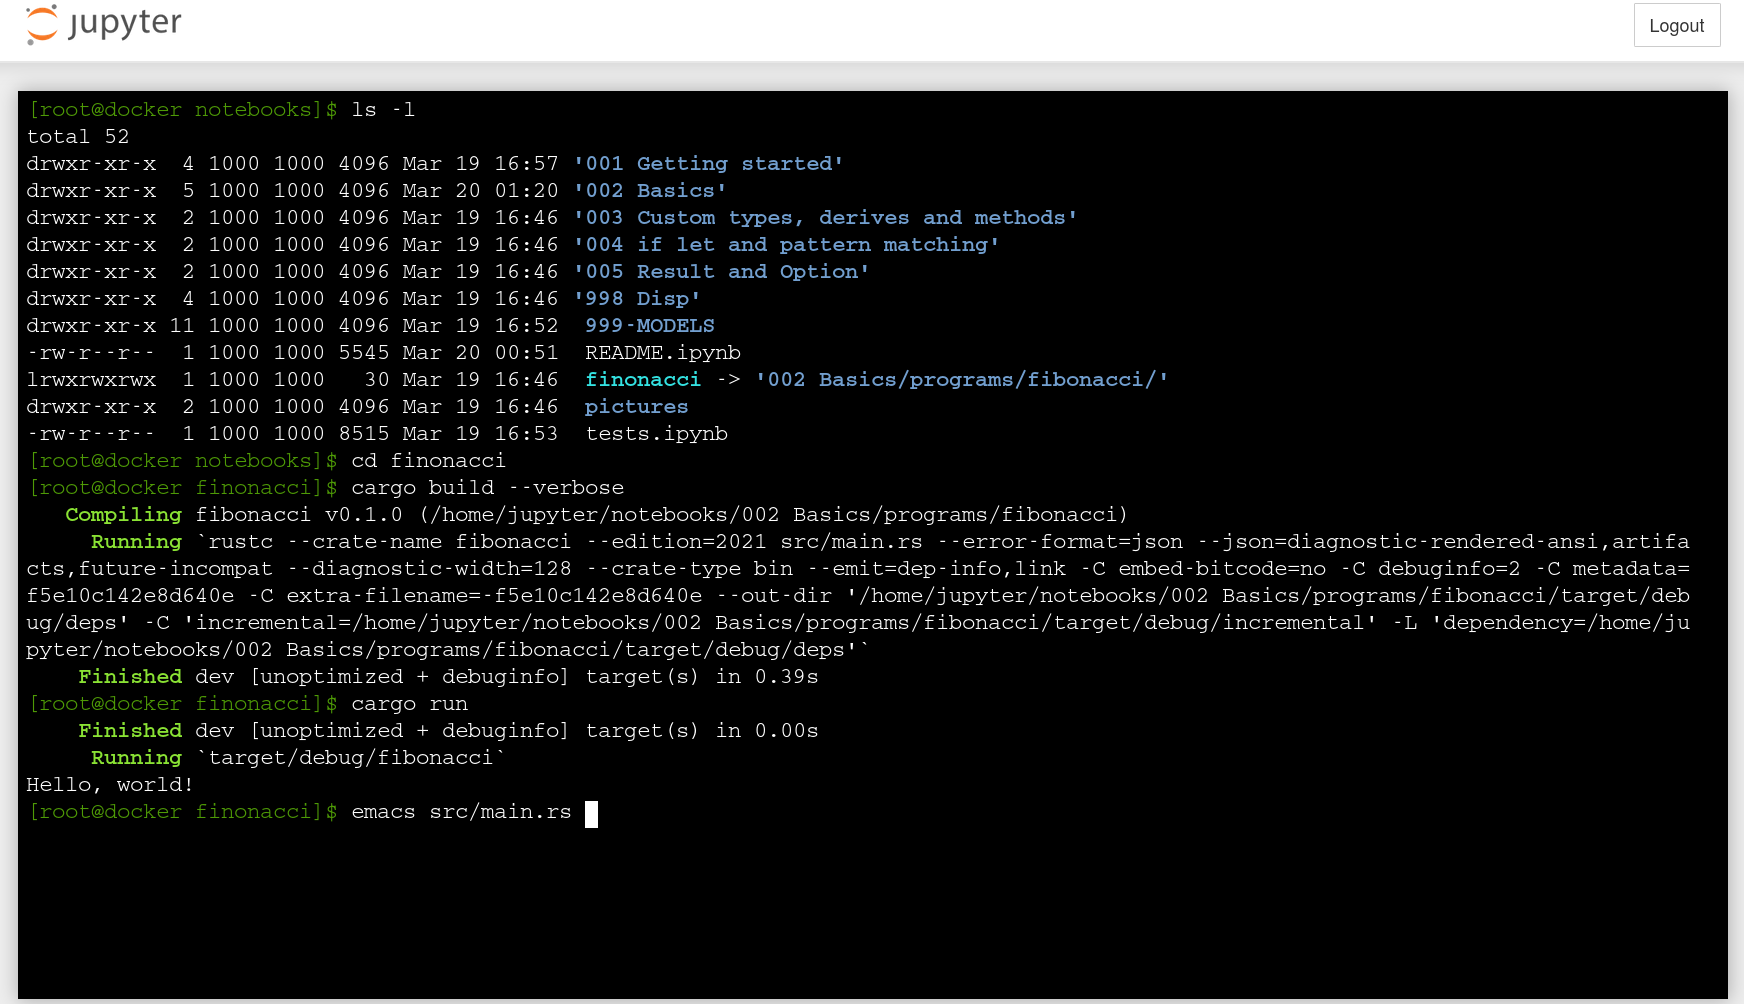 jupyter
Logout
[root@docker notebooks]$ ls -l
total 52
drwxr-xr-x  4 1000 1000 4096 Mar 19 16:57 '001 Getting started'
drwxr-xr-x  5 1000 1000 4096 Mar 20 01:20 '002 Basics'
drwxr-xr-x  2 1000 1000 4096 Mar 19 16:46 '003 Custom types, derives and methods'
drwxr-xr-x  2 1000 1000 4096 Mar 19 16:46 '004 if let and pattern matching'
drwxr-xr-x  2 1000 1000 4096 Mar 19 16:46 '005 Result and Option'
drwxr-xr-x  4 1000 1000 4096 Mar 19 16:46 '998 Disp'
drwxr-xr-x 11 1000 1000 4096 Mar 19 16:52  999-MODELS
-rw-r--r--  1 1000 1000 5545 Mar 20 00:51  README.ipynb
lrwxrwxrwx  1 1000 1000   30 Mar 19 16:46  finonacci -> '002 Basics/programs/fibonacci/'
drwxr-xr-x  2 1000 1000 4096 Mar 19 16:46  pictures
-rw-r--r--  1 1000 1000 8515 Mar 19 16:53  tests.ipynb
[root@docker notebooks]$ cd finonacci
[root@docker finonacci]$ cargo build --verbose
   Compiling fibonacci v0.1.0 (/home/jupyter/notebooks/002 Basics/programs/fibonacci)
     Running `rustc --crate-name fibonacci --edition=2021 src/main.rs --error-format=json --json=diagnostic-rendered-ansi,artifa
cts,future-incompat --diagnostic-width=128 --crate-type bin --emit=dep-info,link -C embed-bitcode=no -C debuginfo=2 -C metadata=
f5e10c142e8d640e -C extra-filename=-f5e10c142e8d640e --out-dir '/home/jupyter/notebooks/002 Basics/programs/fibonacci/target/deb
ug/deps' -C 'incremental=/home/jupyter/notebooks/002 Basics/programs/fibonacci/target/debug/incremental' -L 'dependency=/home/ju
pyter/notebooks/002 Basics/programs/fibonacci/target/debug/deps'`
    Finished dev [unoptimized + debuginfo] target(s) in 0.39s
[root@docker finonacci]$ cargo run
    Finished dev [unoptimized + debuginfo] target(s) in 0.00s
     Running `target/debug/fibonacci`
Hello, world!
[root@docker finonacci]$ emacs src/main.rs